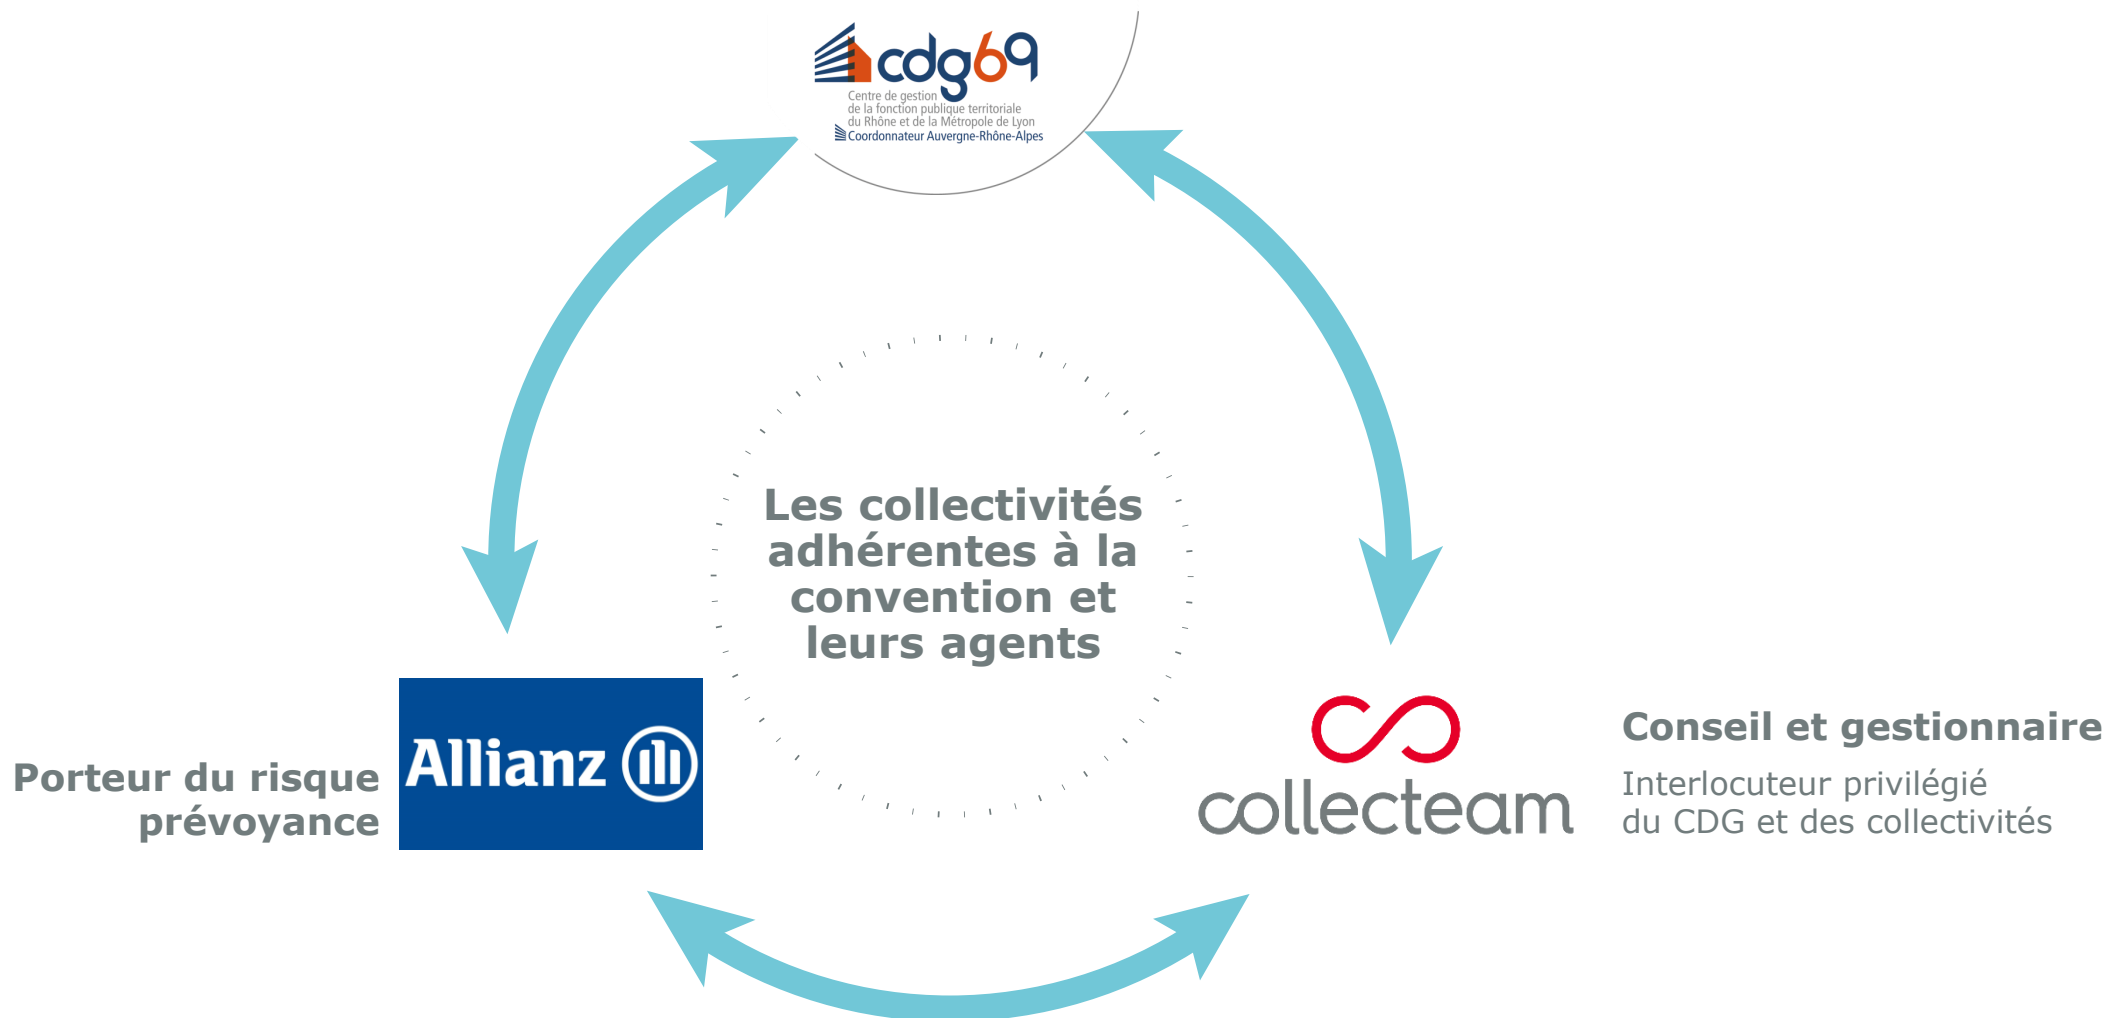 cdg69
Centre de gestion
de la fonction publique territoriale
du Rhône et de la Métropole de Lyon
Coordonnateur Auvergne-Rhône-Alpes
Les collectivités
adhérentes à la
convention et
leurs agents
Porteur du risque
prévoyance
Allianz
collecteam
Conseil et gestionnaire
Interlocuteur privilégié
du CDG et des collectivités